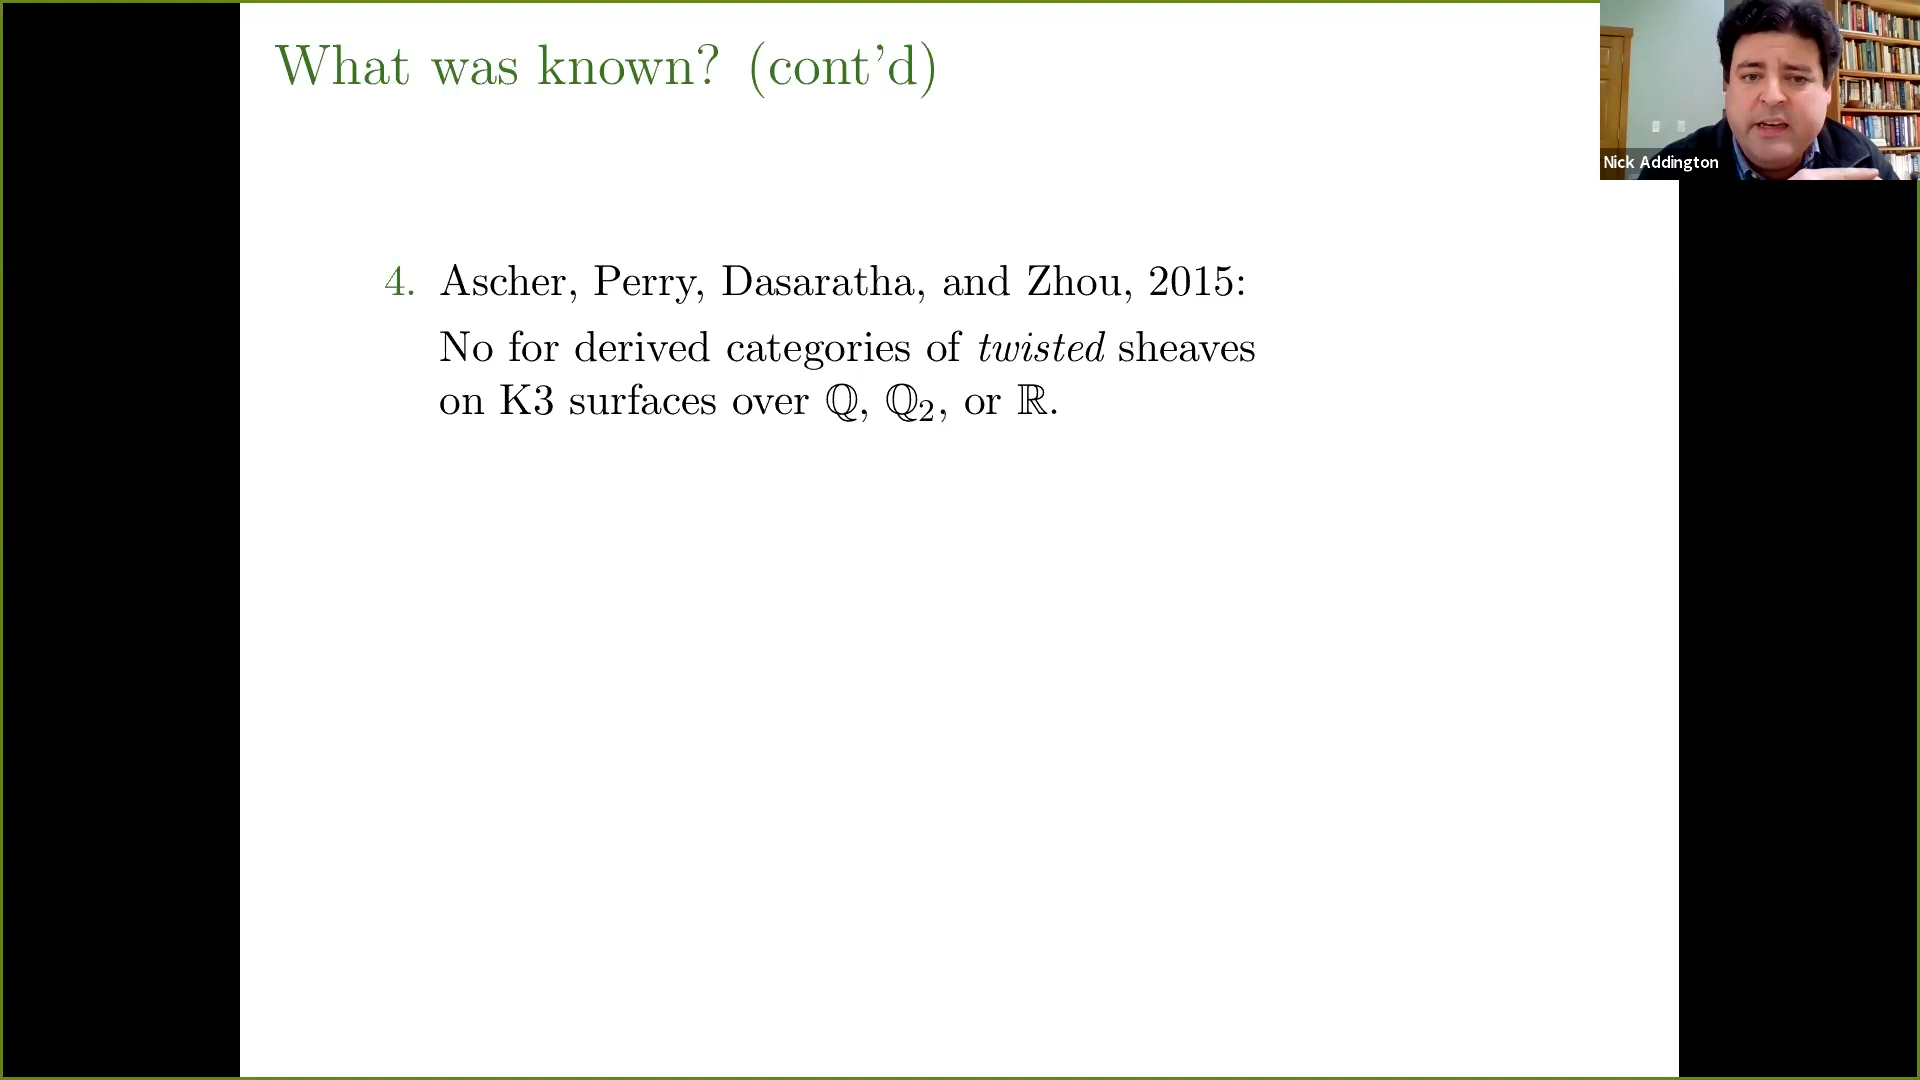 What was known? (cont’d)
Nick Addington
4. Ascher, Perry, Dasaratha, and Zhou, 2015:
No for derived categories of twisted sheaves
on K3 surfaces over ℚ, ℚ₂, or ℝ.